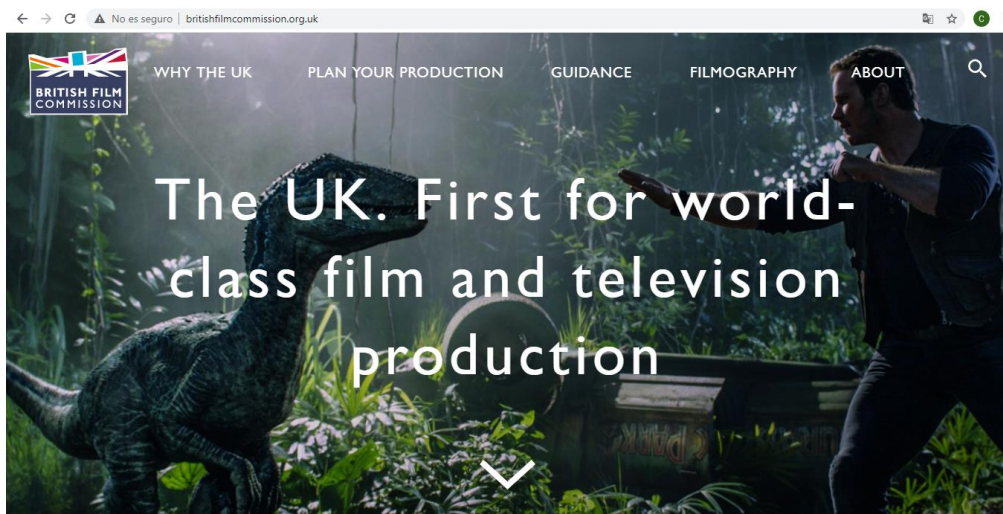 No es seguro | britishfilmcommission.org.uk
C
BRITISH FILM
COMMISSION
WHY THE UK
PLAN YOUR PRODUCTION
GUIDANCE
FILMOGRAPHY
ABOUT
The UK. First for world-
class film and television
production
PARK